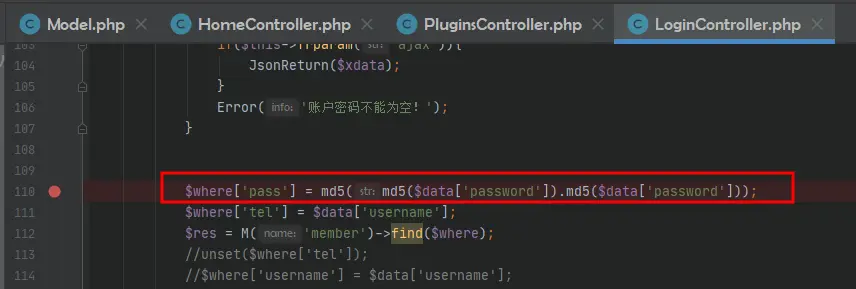 Model.php × HomeController.php × PluginsController.php × LoginController.php ×
103 if($this->frparam( str: 'ajax')){
104 JsonReturn($xdata);
105 }
106 Error( info: '账户密码不能为空! ');
107 }
108
109
110 $where['pass'] = md5( str: md5($data['password']).md5($data['password']));
111 $where['tel'] = $data['username'];
112 $res = M( name: 'member')->find($where);
113 //unset($where['tel']);
114 //$where['username'] = $data['username'];